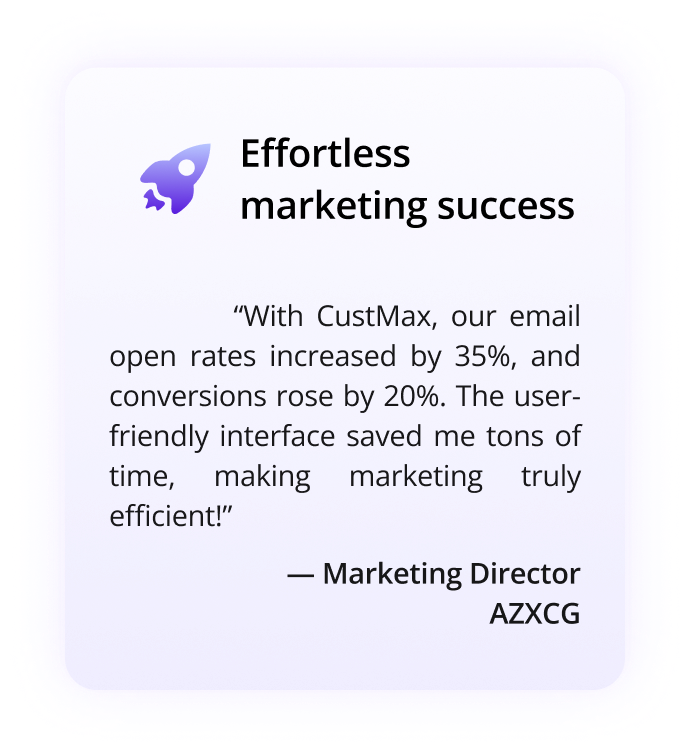 Effortless
marketing success
“With CustMax, our email
open rates increased by 35%, and
conversions rose by 20%. The user-
friendly interface saved me tons of
time, making marketing truly
efficient!”
— Marketing Director
AZXCG